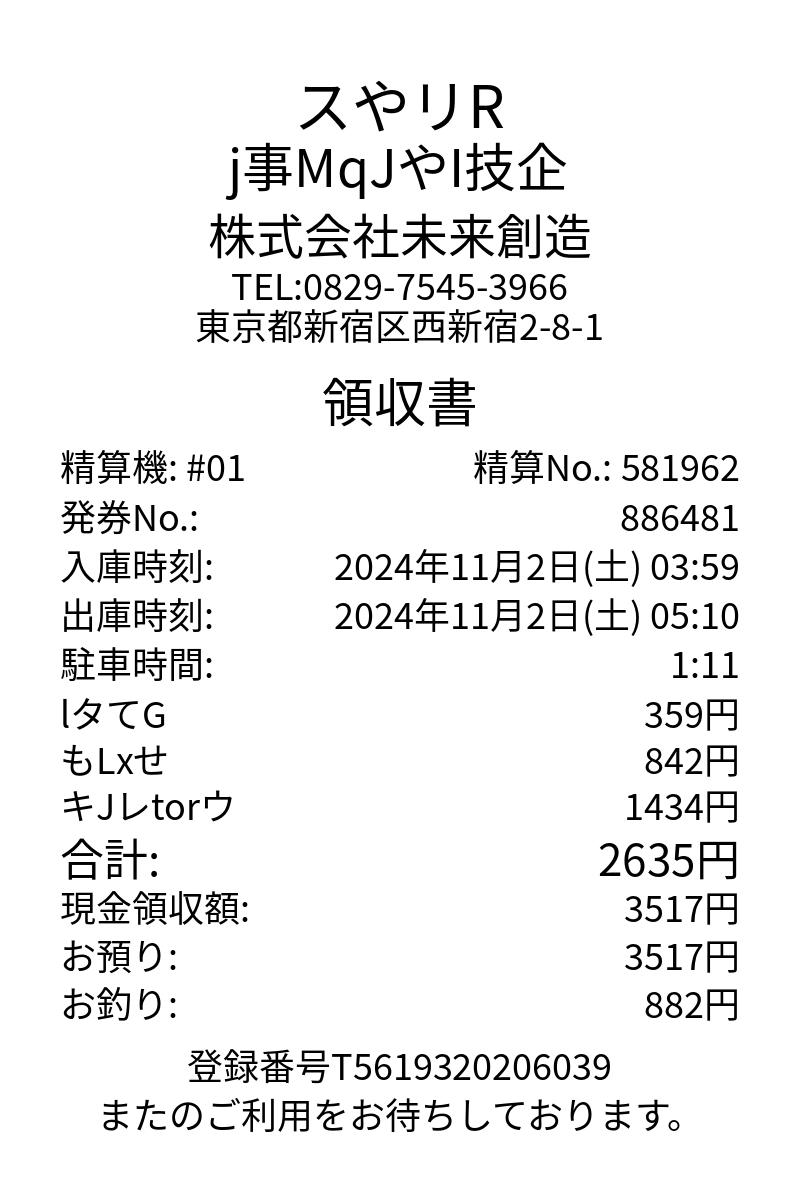 スやリR
j事MqJやI技企
株式会社未来創造
TEL:0829-7545-3966
東京都新宿区西新宿2-8-1
領収書
精算機: #01 精算No.: 581962
発券No.: 886481
入庫時刻: 2024年11月2日(土) 03:59
出庫時刻: 2024年11月2日(土) 05:10
駐車時間: 1:11
lタてG 359円
もLxせ 842円
キJレtorウ 1434円
合計: 2635円
現金領収額: 3517円
お預り: 3517円
お釣り: 882円
登録番号T5619320206039
またのご利用をお待ちしております。